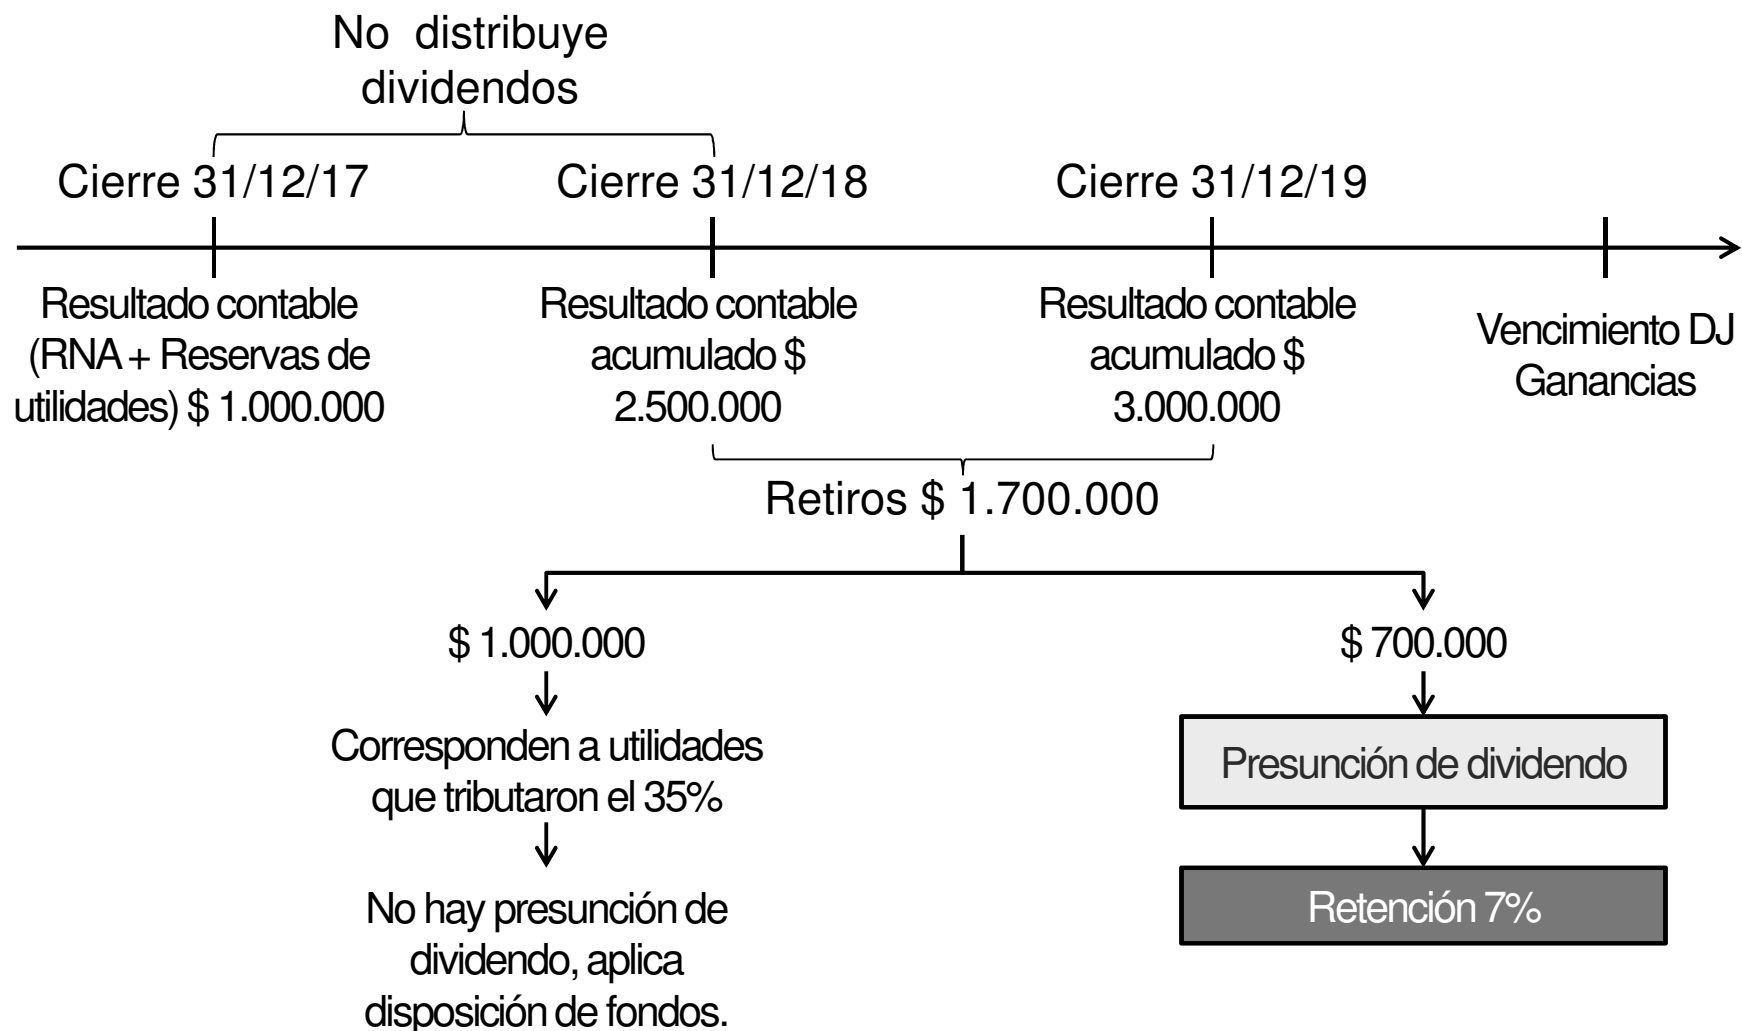 No distribuye
dividendos
Cierre 31/12/17
Cierre 31/12/18
Cierre 31/12/19
Resultado contable
(RNA + Reservas de
utilidades) $ 1.000.000
Resultado contable
acumulado $
2.500.000
Resultado contable
acumulado $
3.000.000
Vencimiento DJ
Ganancias
Retiros $ 1.700.000
$ 1.000.000
$ 700.000
Corresponden a utilidades
que tributaron el 35%
Presunción de dividendo
No hay presunción de
dividendo, aplica
disposición de fondos.
Retención 7%